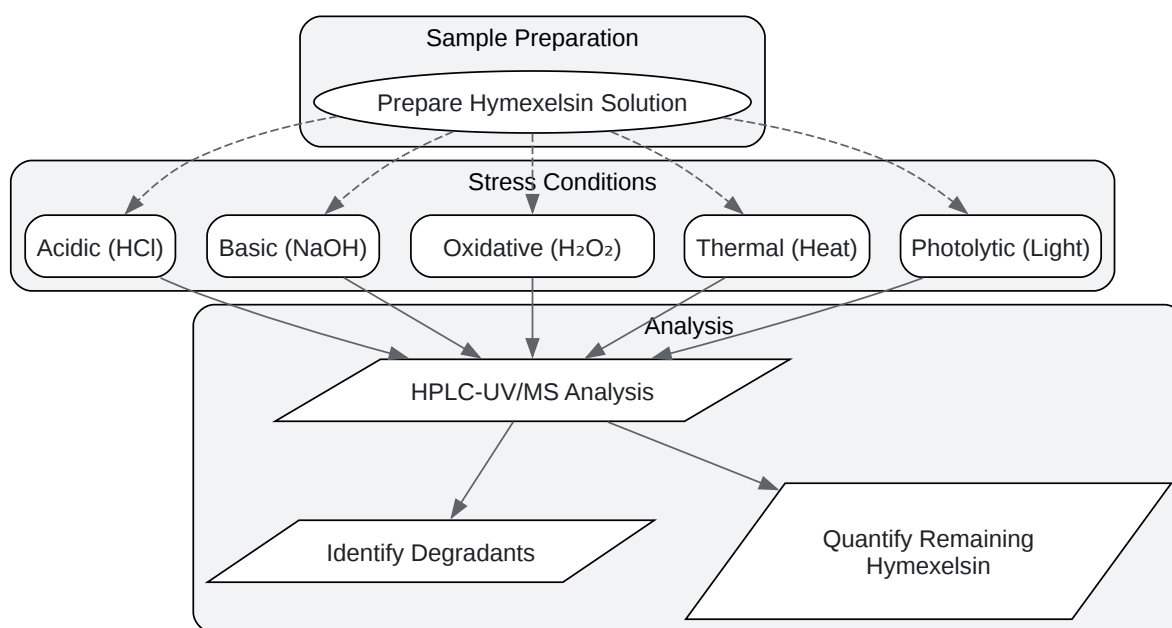 Sample Preparation
Prepare Hymexelsin Solution
Stress Conditions
Acidic (HCl)
Basic (NaOH)
Oxidative (H₂O₂)
Thermal (Heat)
Photolytic (Light)
Analysis
HPLC-UV/MS Analysis
Identify Degradants
Quantify Remaining
Hymexelsin